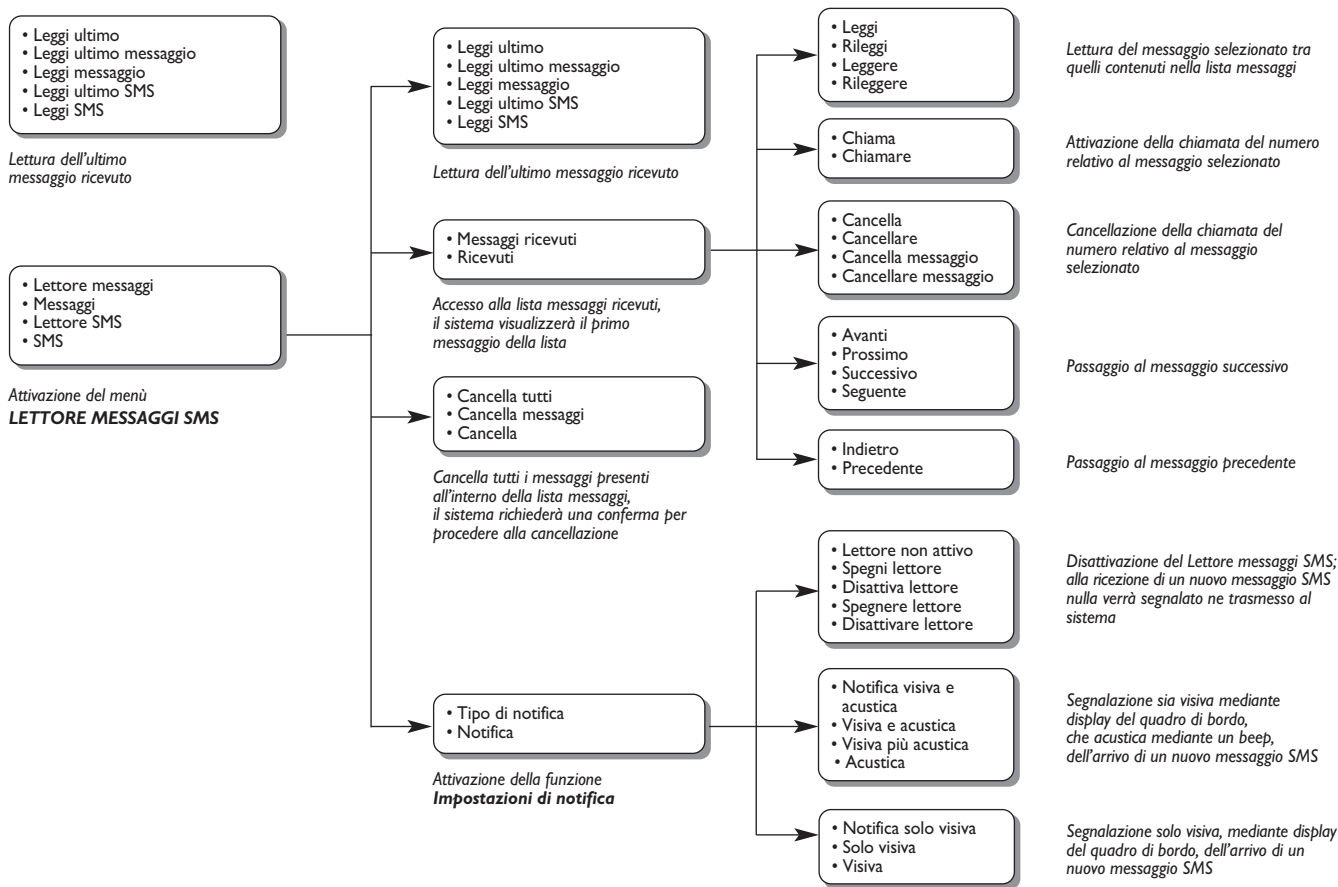 • Leggi ultimo
• Leggi ultimo messaggio
• Leggi messaggio
• Leggi ultimo SMS
• Leggi SMS
Lettura dell'ultimo
messaggio ricevuto
• Lettore messaggi
• Messaggi
• Lettore SMS
• SMS
Attivazione del menù
LETTORE MESSAGGI SMS
• Leggi ultimo
• Leggi ultimo messaggio
• Leggi messaggio
• Leggi ultimo SMS
• Leggi SMS
Lettura dell'ultimo messaggio ricevuto
• Messaggi ricevuti
• Ricevuti
Accesso alla lista messaggi ricevuti,
il sistema visualizzerà il primo
messaggio della lista
• Cancella tutti
• Cancella messaggi
• Cancella
Cancella tutti i messaggi presenti
all'interno della lista messaggi,
il sistema richiederà una conferma per
procedere alla cancellazione
• Tipo di notifica
• Notifica
Attivazione della funzione
Impostazioni di notifica
• Leggi
• Rileggi
• Leggere
• Rileggere
Lettura del messaggio selezionato tra
quelli contenuti nella lista messaggi
• Chiama
• Chiamare
Attivazione della chiamata del numero
relativo al messaggio selezionato
• Cancella
• Cancellare
• Cancella messaggio
• Cancellare messaggio
Cancellazione della chiamata del
numero relativo al messaggio
selezionato
• Avanti
• Prossimo
• Successivo
• Seguente
Passaggio al messaggio successivo
• Indietro
• Precedente
Passaggio al messaggio precedente
• Lettore non attivo
• Spegni lettore
• Disattiva lettore
• Spegnere lettore
• Disattivare lettore
Disattivazione del Lettore messaggi SMS;
alla ricezione di un nuovo messaggio SMS
nulla verrà segnalato ne trasmesso al
sistema
• Notifica visiva e
acustica
• Visiva e acustica
• Visiva più acustica
• Acustica
Segnalazione sia visiva mediante
display del quadro di bordo,
che acustica mediante un beep,
dell'arrivo di un nuovo messaggio SMS
• Notifica solo visiva
• Solo visiva
• Visiva
Segnalazione solo visiva, mediante display
del quadro di bordo, dell'arrivo di un
nuovo messaggio SMS